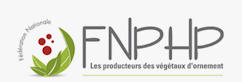 Fédération Nationale
FNPHP
Les producteurs des végétaux d'ornement